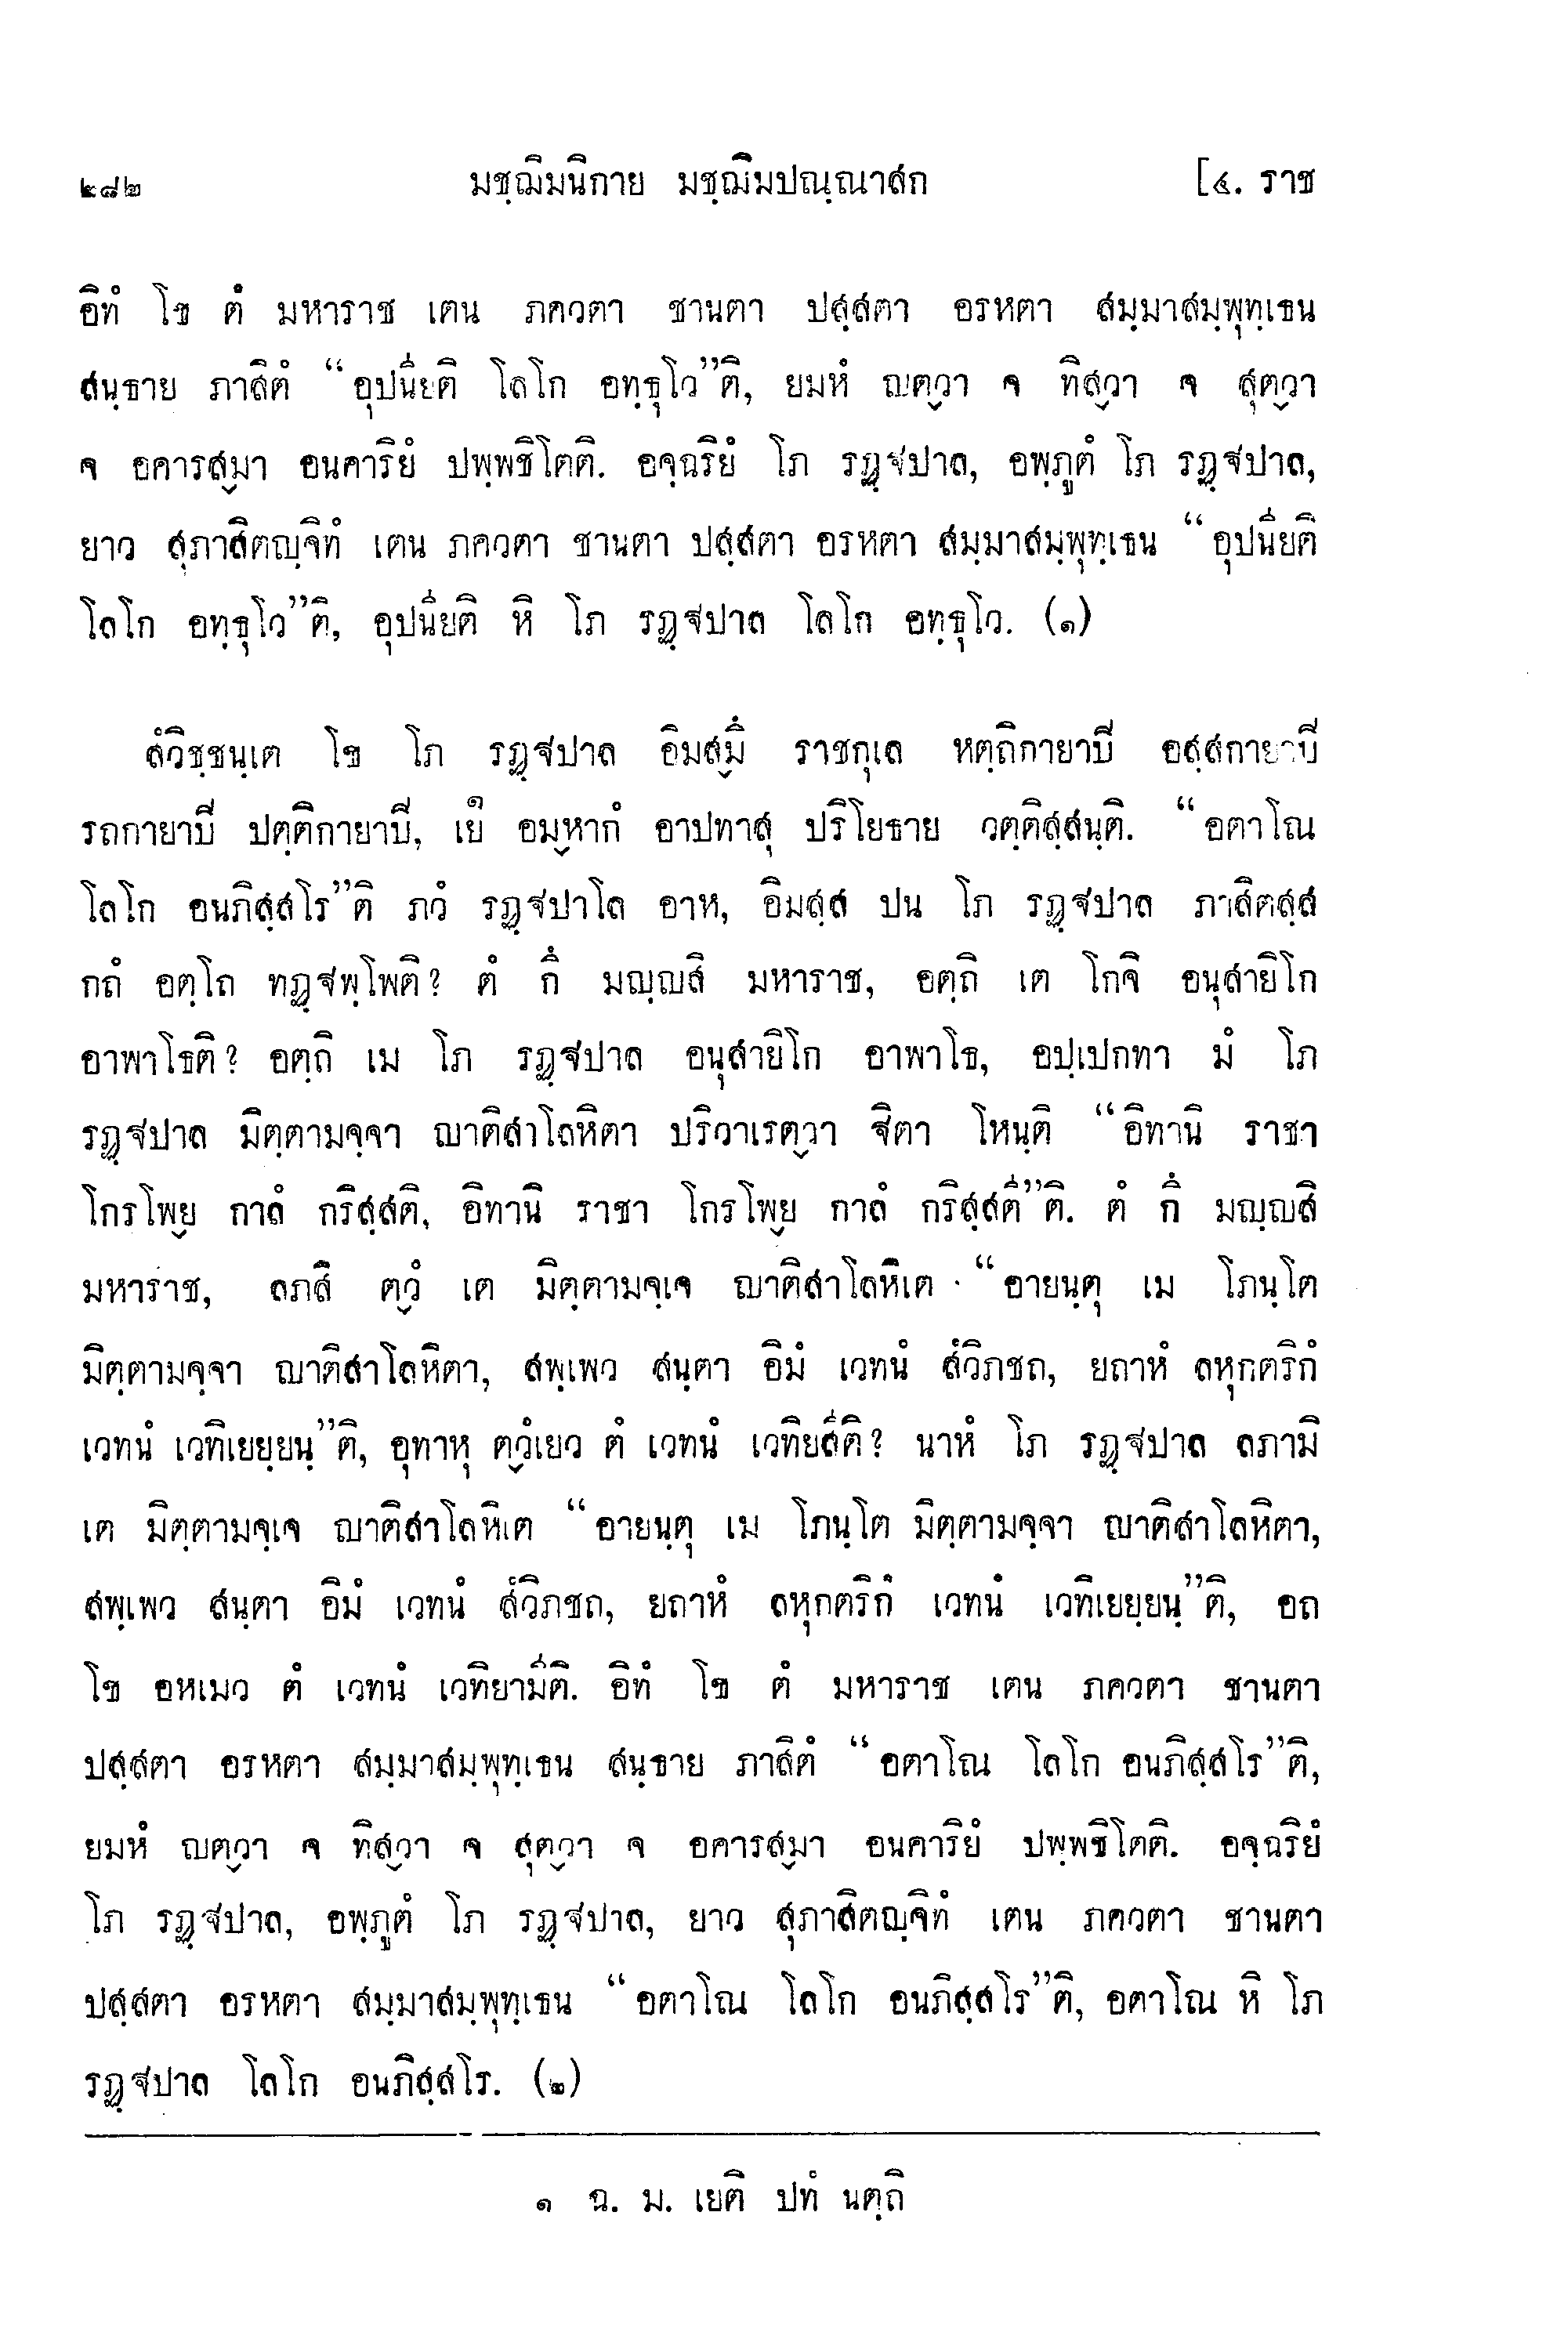 ๒๘๒ มชฺฌิมนิกาย มชฺฌิมปณฺณาสก [๔. ราช
อิทํ โข ตํ มหาราช เตน ภควตา ชานตา ปสฺสตา อรหตา สมฺมาสมฺพุทฺเธน
สนฺธาย ภาสิตํ “อุปนิยฺยติ โลโก อทฺธุโว”ติ, ยมหํ ญตฺวา จ ทิสฺวา จ สุตฺวา
จ อคารสฺมา อนคาริยํ ปพฺพชิโตติ. อจฺฉริยํ โภ รฏฺฐปาล, อพฺภูตํ โภ รฏฺฐปาล,
ยาว สุภาสิตญฺจิทํ เตน ภควตา ชานตา ปสฺสตา อรหตา สมฺมาสมฺพุทฺเธน “อุปนียติ
โลโก อทฺธุโว”ติ, อุปนียติ หิ โภ รฏฺฐปาล โลโก อทฺธุโว. (๑)
สํวิชฺชนฺเต โข โภ รฏฺฐปาล อิมสฺมึ ราชกุเล หตฺถิกายาปิ อสฺสกายาปิ
รถกายาปิ ปตฺติกายาปิ, เย๑ อมฺหากํ อาปทาสุ ปริโยธาย วตฺติสฺสนฺติ. “อตาโณ
โลโก อนภิสฺสโร”ติ ภวํ รฏฺฐปาโล อาห, อิมสฺส ปน โภ รฏฺฐปาล ภาสิตสฺส
กถํ อตฺโถ ทฏฺฐพฺโพติ? ตํ กึ มญฺญสิ มหาราช, อตฺถิ เต โกจิ อนุสายิโก
อาพาโธติ? อตฺถิ เม โภ รฏฺฐปาล อนุสายิโก อาพาโธ, อปฺเปกทา มํ โภ
รฏฺฐปาล มิตฺตามจฺจา ญาติสาโลหิตา ปริวาเรตฺวา ฐิตา โหนฺติ “อิทานิ ราชา
โกรโพฺย กาลํ กริสฺสติ, อิทานิ ราชา โกรโพฺย กาลํ กริสฺสตี”ติ. ตํ กึ มญฺญสิ
มหาราช, ลภสิ ตฺวํ เต มิตฺตามจฺเจ ญาติสาโลหิเต “อายนฺตุ เม โภนฺโต
มิตฺตามจฺจา ญาติสาโลหิตา, สพฺเพว สนฺตา อิมํ เวทนํ สํวิภชถ, ยถาหํ ลหุกตริกํ
เวทนํ เวทิเยยฺยนฺ”ติ, อุทาหุ ตฺวํเยว ตํ เวทนํ เวทิยสีติ? นาหํ โภ รฏฺฐปาล ลภามิ
เต มิตฺตามจฺเจ ญาติสาโลหิเต “อายนฺตุ เม โภนฺโต มิตฺตามจฺจา ญาติสาโลหิตา,
สพฺเพว สนฺตา อิมํ เวทนํ สํวิภชถ, ยถาหํ ลหุกตริกํ เวทนํ เวทิเยยฺยนฺ”ติ, อถ
โข อหเมว ตํ เวทนํ เวทิยามีติ. อิทํ โข ตํ มหาราช เตน ภควตา ชานตา
ปสฺสตา อรหตา สมฺมาสมฺพุทฺเธน สนฺธาย ภาสิตํ “อตาโณ โลโก อนภิสฺสโร”ติ,
ยมหํ ญตฺวา จ ทิสฺวา จ สุตฺวา จ อคารสฺมา อนคาริยํ ปพฺพชิโตติ. อจฺฉริยํ
โภ รฏฺฐปาล, อพฺภูตํ โภ รฏฺฐปาล, ยาว สุภาสิตญฺจิทํ เตน ภควตา ชานตา
ปสฺสตา อรหตา สมฺมาสมฺพุทฺเธน “อตาโณ โลโก อนภิสฺสโร”ติ, อตาโณ หิ โภ
รฏฺฐปาล โลโก อนภิสฺสโร. (๒)
๑ ฉ. ม. เยติ ปทํ นตฺถิ